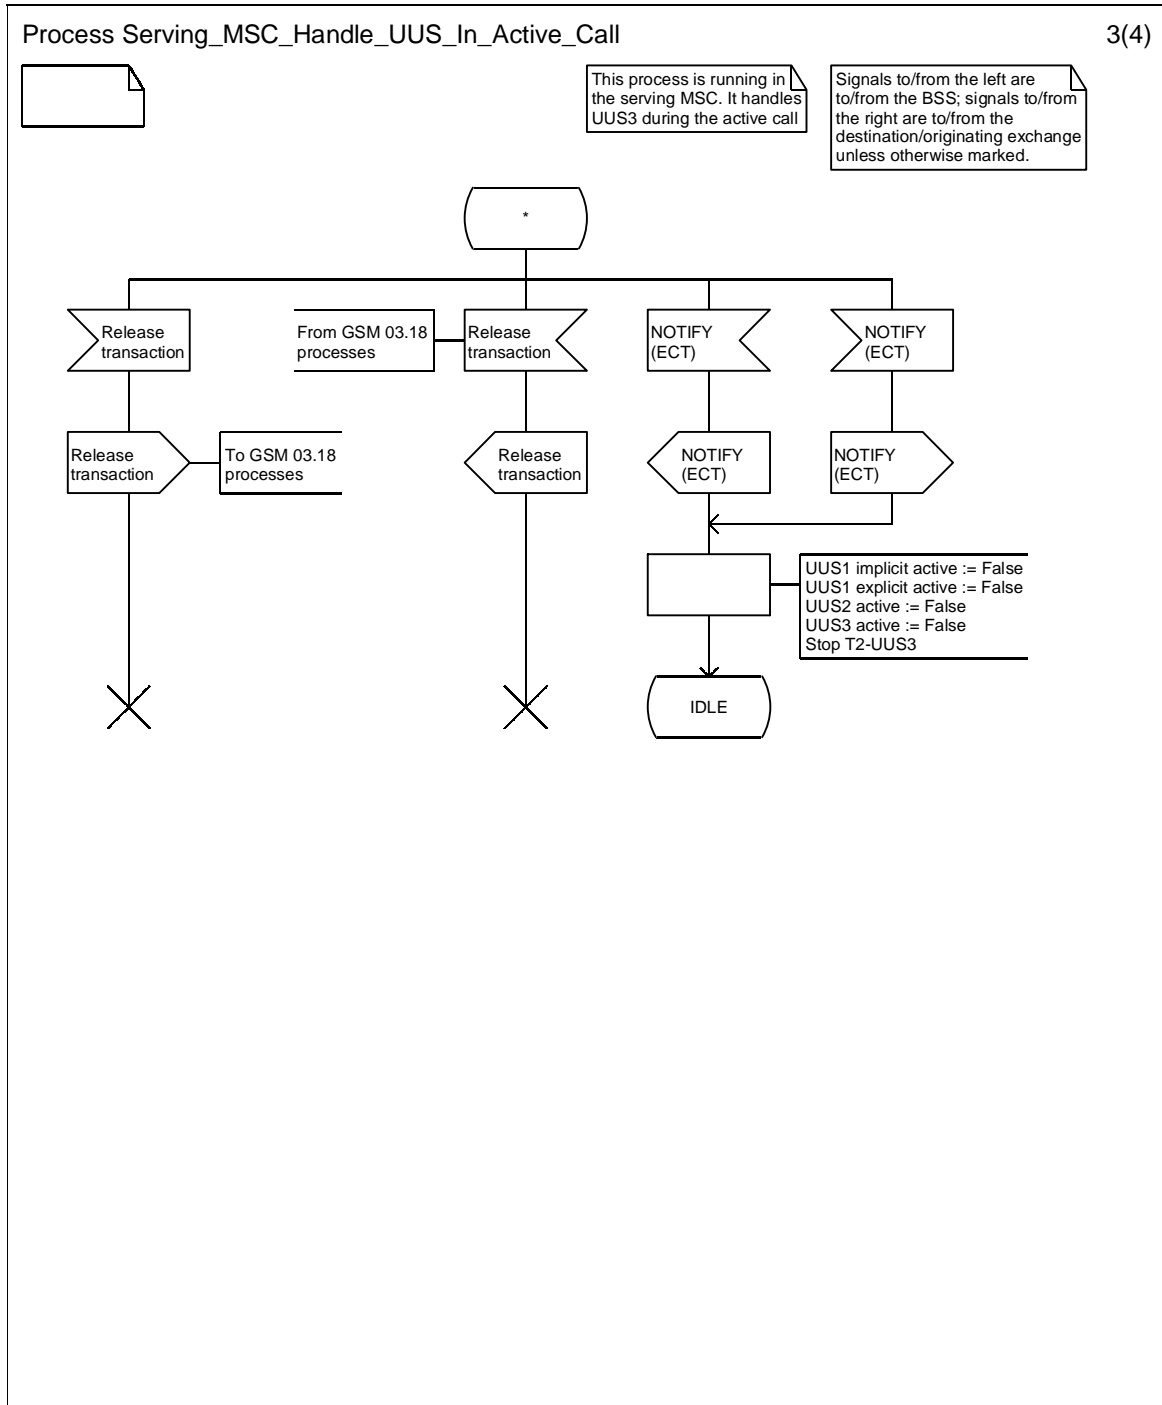 Process Serving_MSC_Handle_UUS_In_Active_Call
3(4)
This process is running in
the serving MSC. It handles
UUS3 during the active call
Signals to/from the left are
to/from the BSS; signals to/from
the right are to/from the
destination/originating exchange
unless otherwise marked.
*
Release
transaction
From GSM 03.18
processes
Release
transaction
NOTIFY
(ECT)
NOTIFY
(ECT)
Release
transaction
To GSM 03.18
processes
Release
transaction
NOTIFY
(ECT)
NOTIFY
(ECT)
UUS1 implicit active := False
UUS1 explicit active := False
UUS2 active := False
UUS3 active := False
Stop T2-UUS3
IDLE